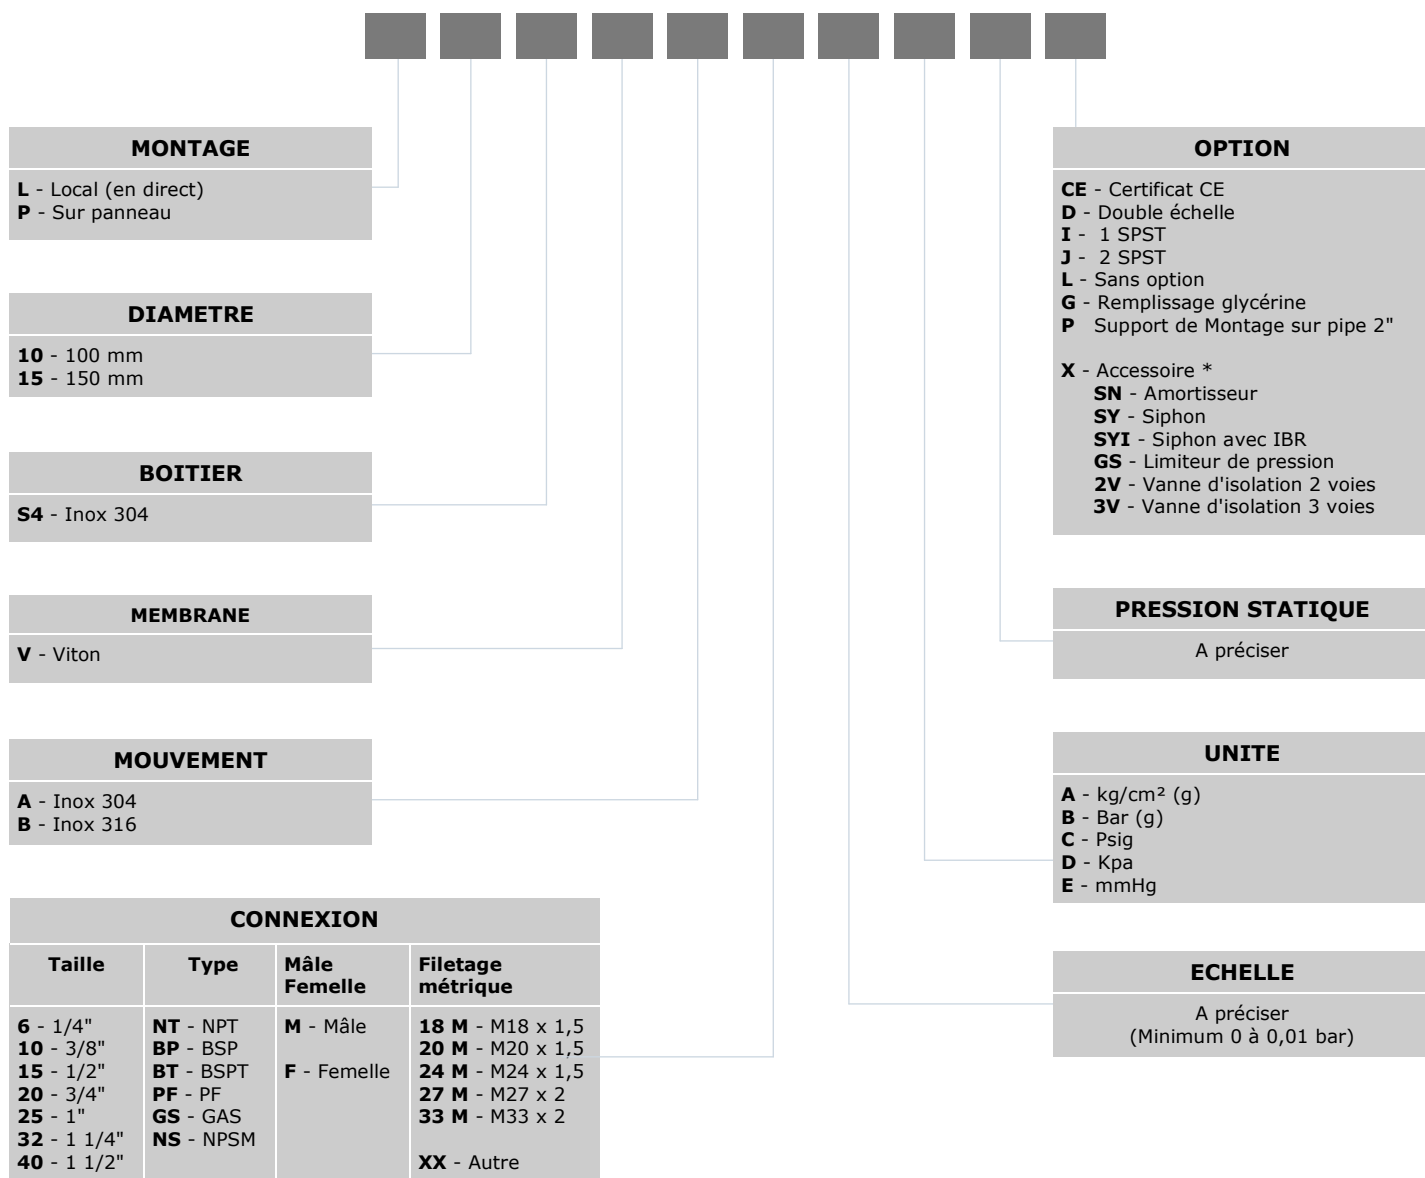 MONTAGE
L - Local (en direct)
P - Sur panneau
DIAMETRE
10 - 100 mm
15 - 150 mm
BOITIER
S4 - Inox 304
MEMBRANE
V - Viton
MOUVEMENT
A - Inox 304
B - Inox 316
CONNEXION
Taille
6 - 1/4"
10 - 3/8"
15 - 1/2"
20 - 3/4"
25 - 1"
32 - 1 1/4"
40 - 1 1/2"
Type
NT - NPT
BP - BSP
BT - BSPT
PF - PF
GS - GAS
NS - NPSM
Mâle
Femelle
M - Mâle
F - Femelle
Filetage
métrique
18 M - M18 x 1,5
20 M - M20 x 1,5
24 M - M24 x 1,5
27 M - M27 x 2
33 M - M33 x 2
XX - Autre
OPTION
CE - Certificat CE
D - Double échelle
I - 1 SPST
J - 2 SPST
L - Sans option
G - Remplissage glycérine
P Support de Montage sur pipe 2"
X - Accessoire *
SN - Amortisseur
SY - Siphon
SYI - Siphon avec IBR
GS - Limiteur de pression
2V - Vanne d'isolation 2 voies
3V - Vanne d'isolation 3 voies
PRESSION STATIQUE
A préciser
UNITE
A - kg/cm² (g)
B - Bar (g)
C - Psig
D - Kpa
E - mmHg
ECHELLE
A préciser
(Minimum 0 à 0,01 bar)